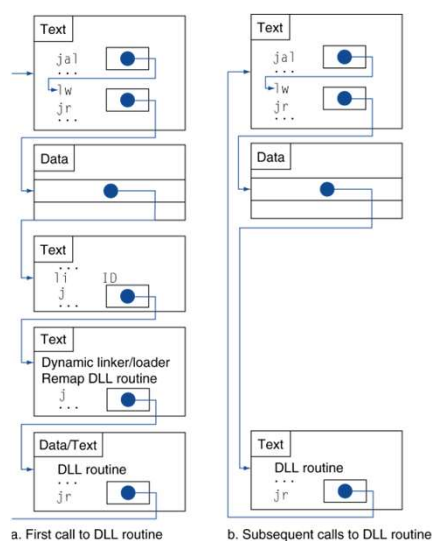 Text
jal
...
lw
jr
...
Data
Text
...
li ID
j
...
Text
Dynamic linker/loader
Remap DLL routine
j
...
Data/Text
DLL routine
...
jr
a. First call to DLL routine
Text
jal
...
lw
jr
...
Data
Text
DLL routine
...
jr
b. Subsequent calls to DLL routine